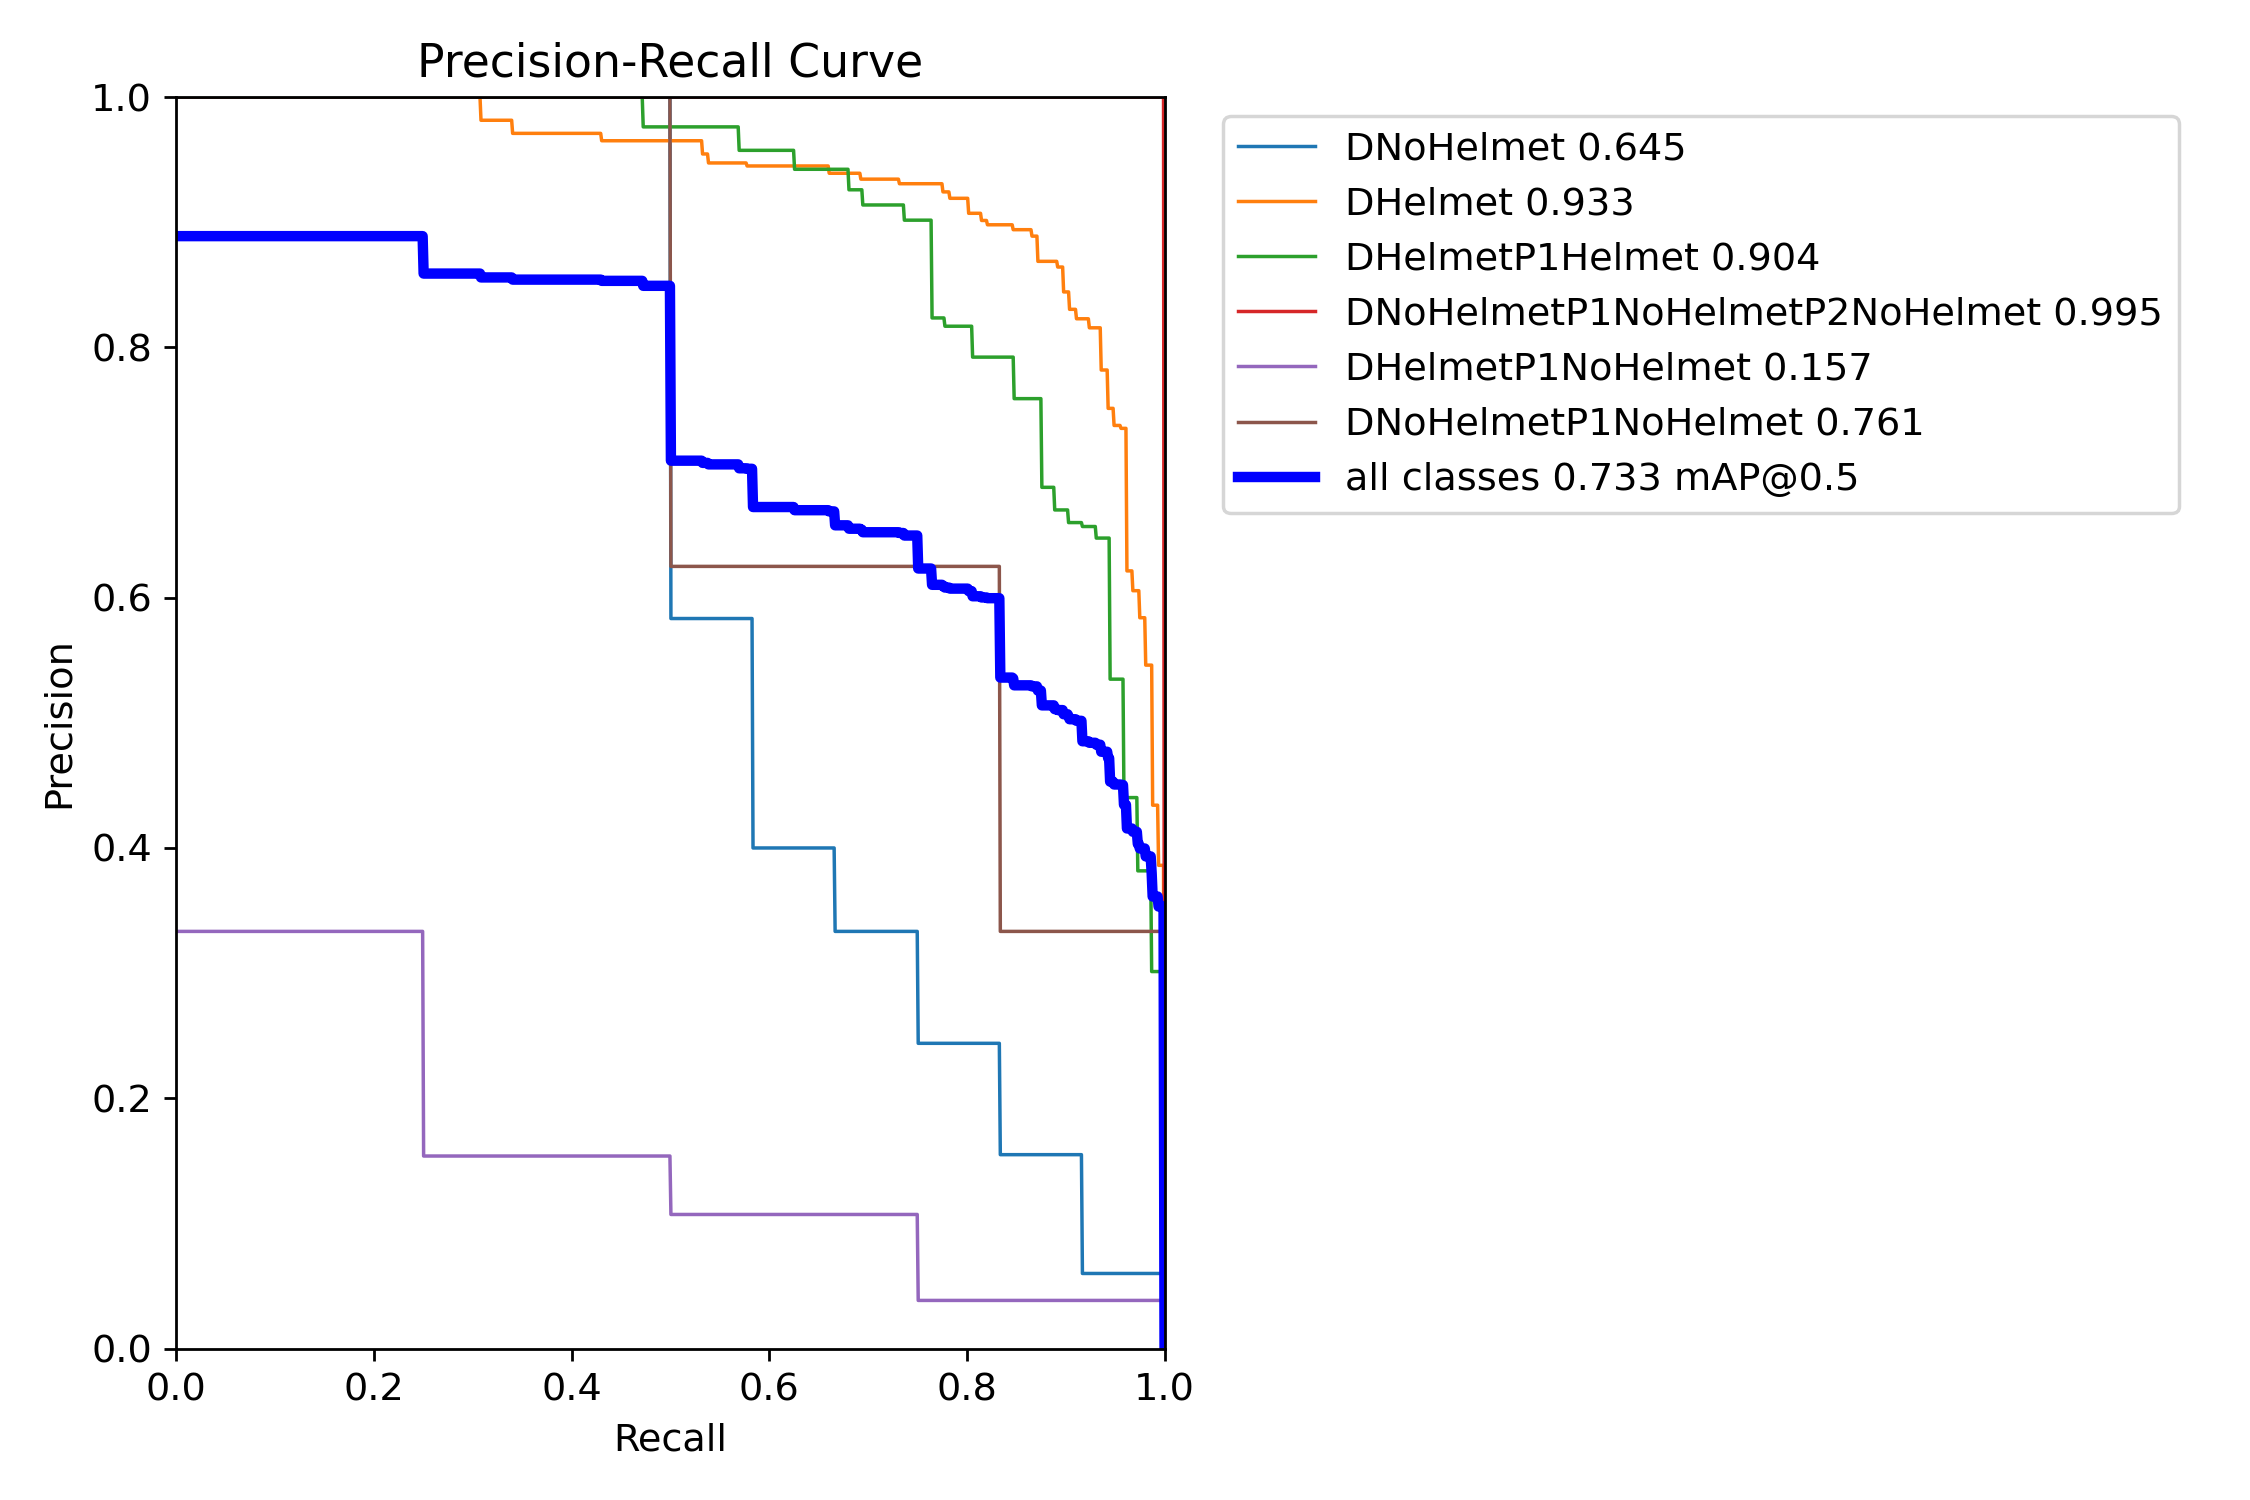 Precision-Recall Curve
1.0
0.8
0.6
0.4
0.2
0.0
Precision
0.0 0.2 0.4 0.6 0.8 1.0
Recall
DNoHelmet 0.645
DHelmet 0.933
DHelmetP1Helmet 0.904
DNoHelmetP1NoHelmetP2NoHelmet 0.995
DHelmetP1NoHelmet 0.157
DNoHelmetP1NoHelmet 0.761
all classes 0.733 mAP@0.5